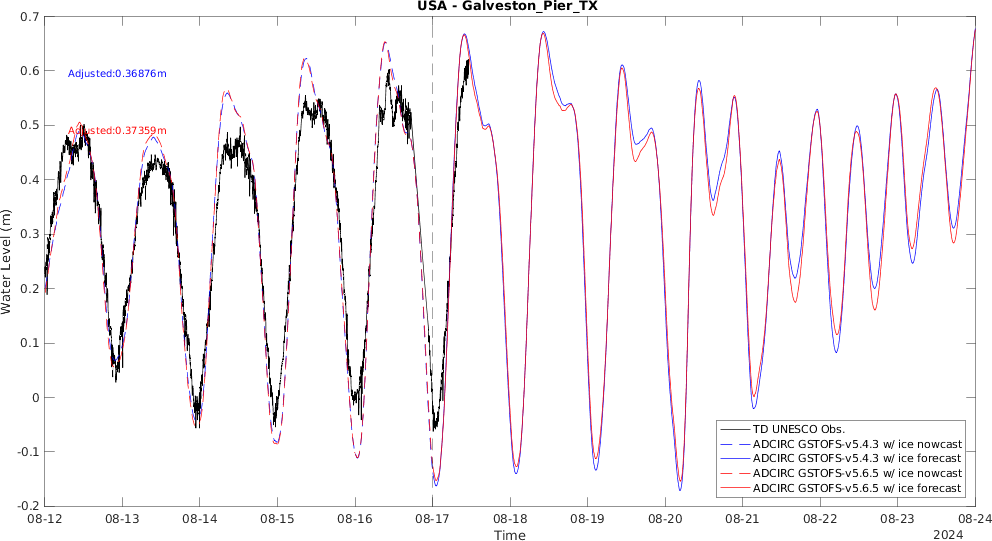 USA - Galveston_Pier_TX
Adjusted:0.36876m
Adjusted:0.37359m
Water Level (m)
0.7
0.6
0.5
0.4
0.3
0.2
0.1
0
-0.1
-0.2
08-12 08-13 08-14 08-15 08-16 08-17 08-18 08-19 08-20 08-21 08-22 08-23 08-24
Time
2024
TD UNESCO Obs.
ADCIRC GSTOFS-v5.4.3 w/ ice nowcast
ADCIRC GSTOFS-v5.4.3 w/ ice forecast
ADCIRC GSTOFS-v5.6.5 w/ ice nowcast
ADCIRC GSTOFS-v5.6.5 w/ ice forecast